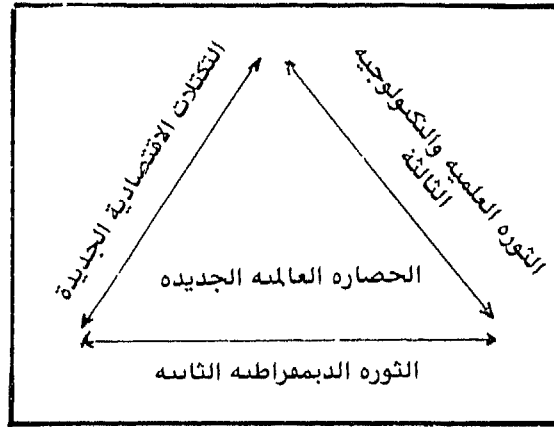 التكتلات الاقتصادية الجديدة
الثوره العلميه والتكنولوجيه
الثالثة
الحضاره العالميه الجديده
الثوره الديمقراطيه الثانيه